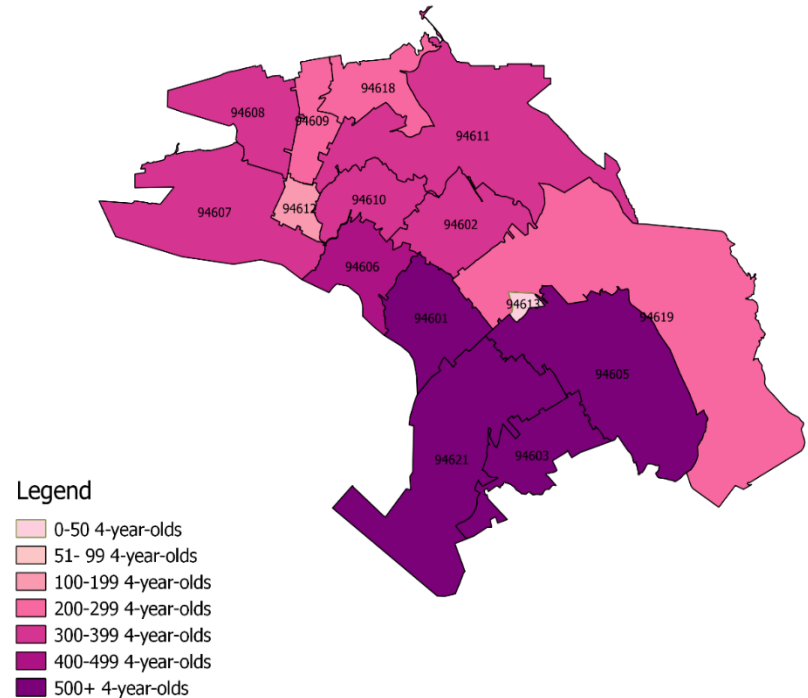 94618
94608
94609
94611
94610
94612
94607
94602
94606
94613
94601
94619
94605
94603
94621
Legend
0-50 4-year-olds
51- 99 4-year-olds
100-199 4-year-olds
200-299 4-year-olds
300-399 4-year-olds
400-499 4-year-olds
500+ 4-year-olds